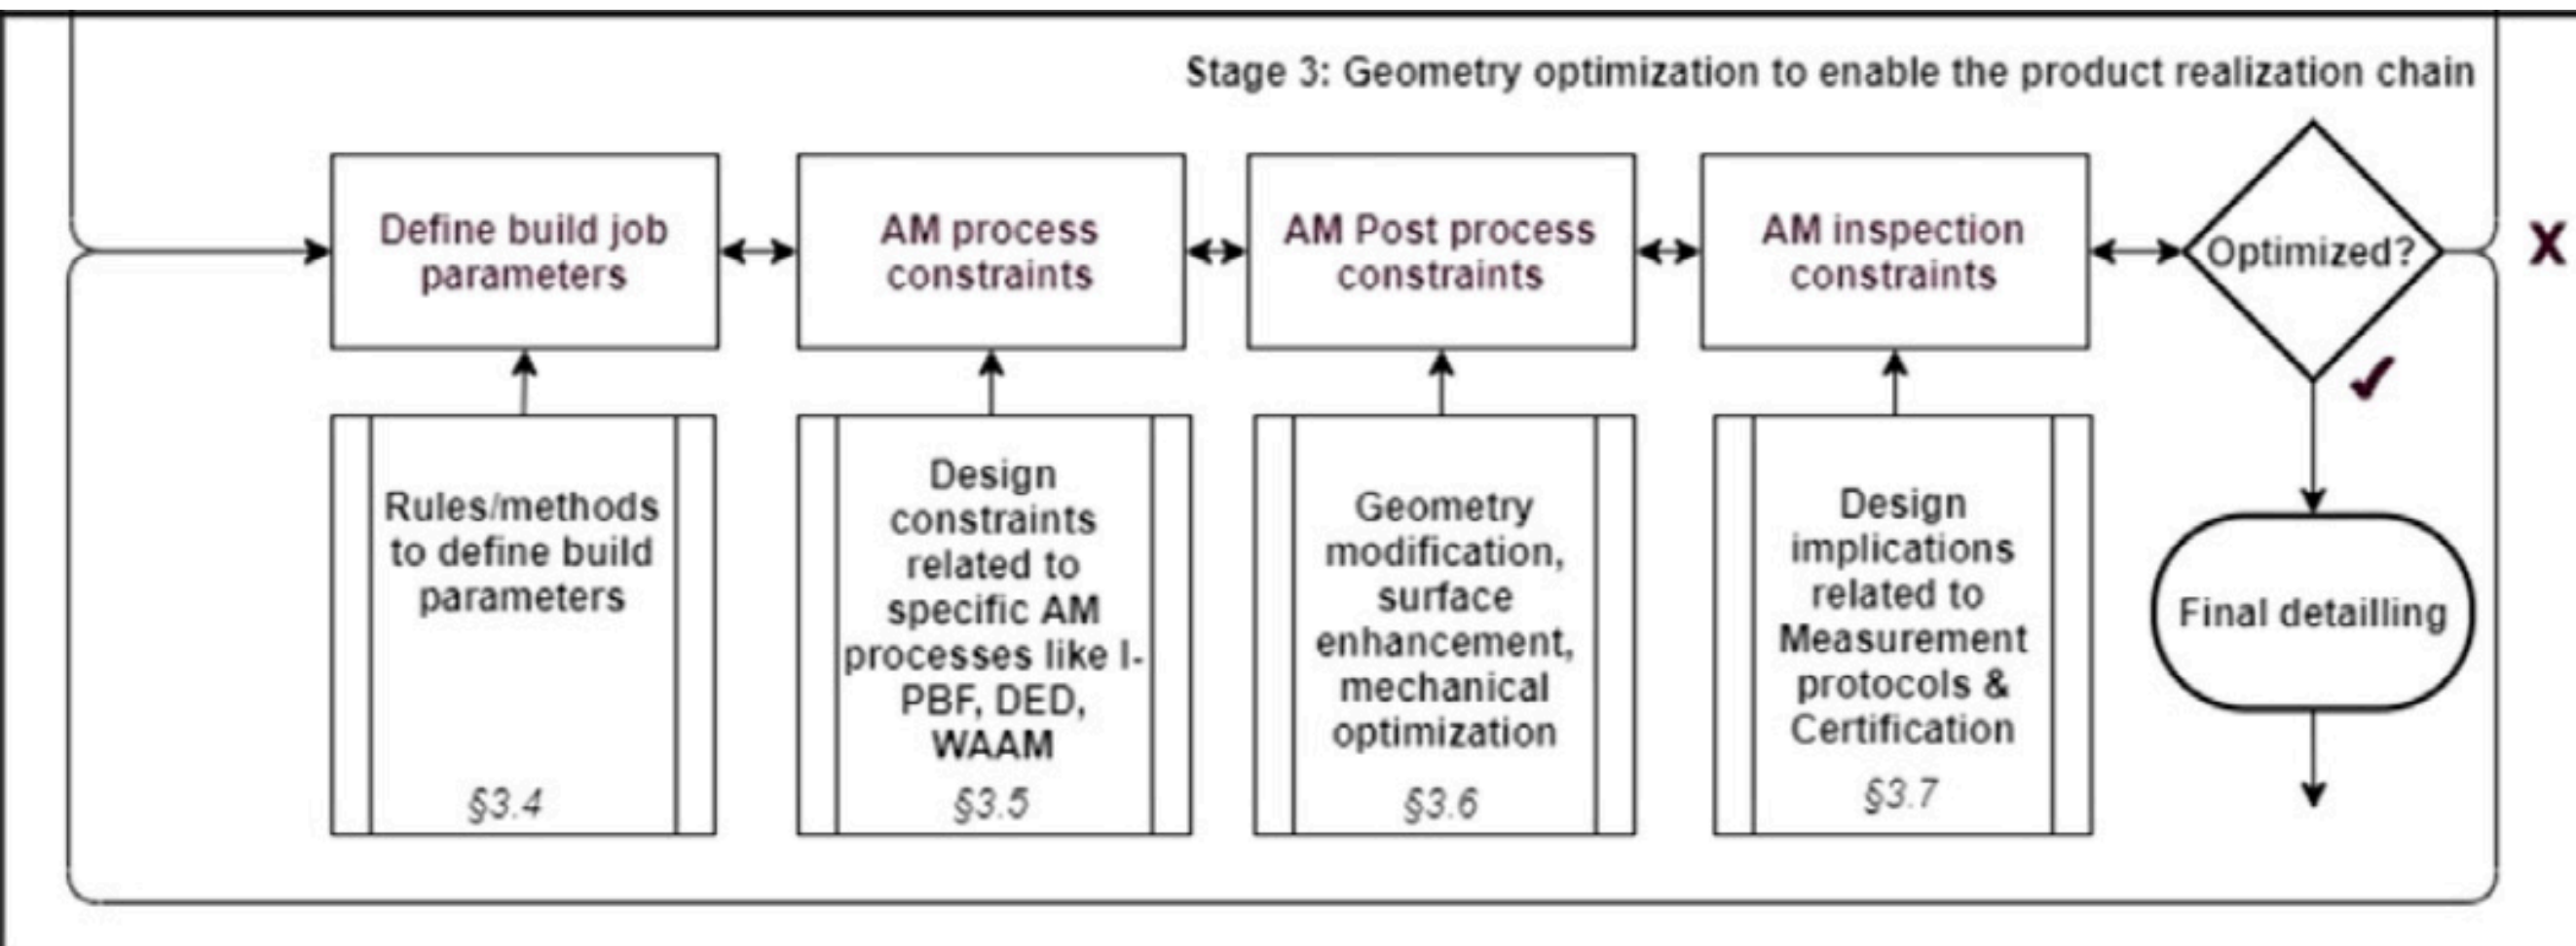 Stage 3: Geometry optimization to enable the product realization chain
Define build job
parameters
AM process
constraints
AM Post process
constraints
AM inspection
constraints
Optimized?
X
✔
Rules/methods
to define build
parameters
§3.4
Design
constraints
related to
specific AM
processes like l-
PBF, DED,
WAAM
§3.5
Geometry
modification,
surface
enhancement,
mechanical
optimization
§3.6
Design
implications
related to
Measurement
protocols &
Certification
§3.7
Final detailling